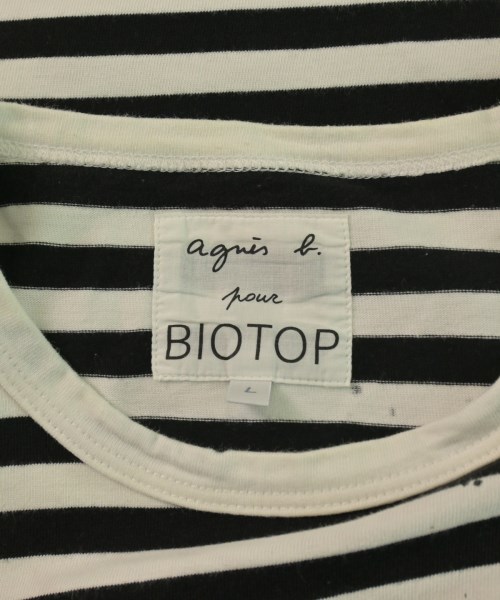 agnès b.
pour
BIOTOP
L